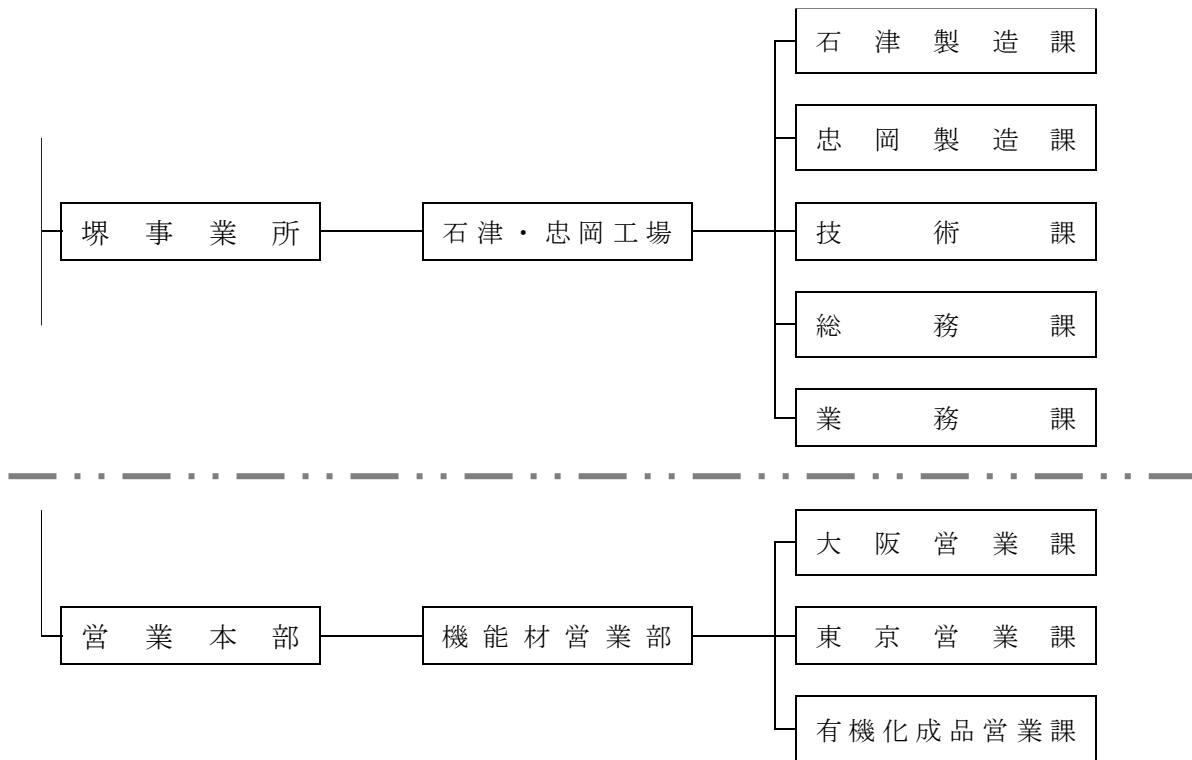 石津製造課
忠岡製造課
堺事業所
石津・忠岡工場
技術課
総務課
業務課
大阪営業課
営業本部
機能材営業部
東京営業課
有機化成品営業課